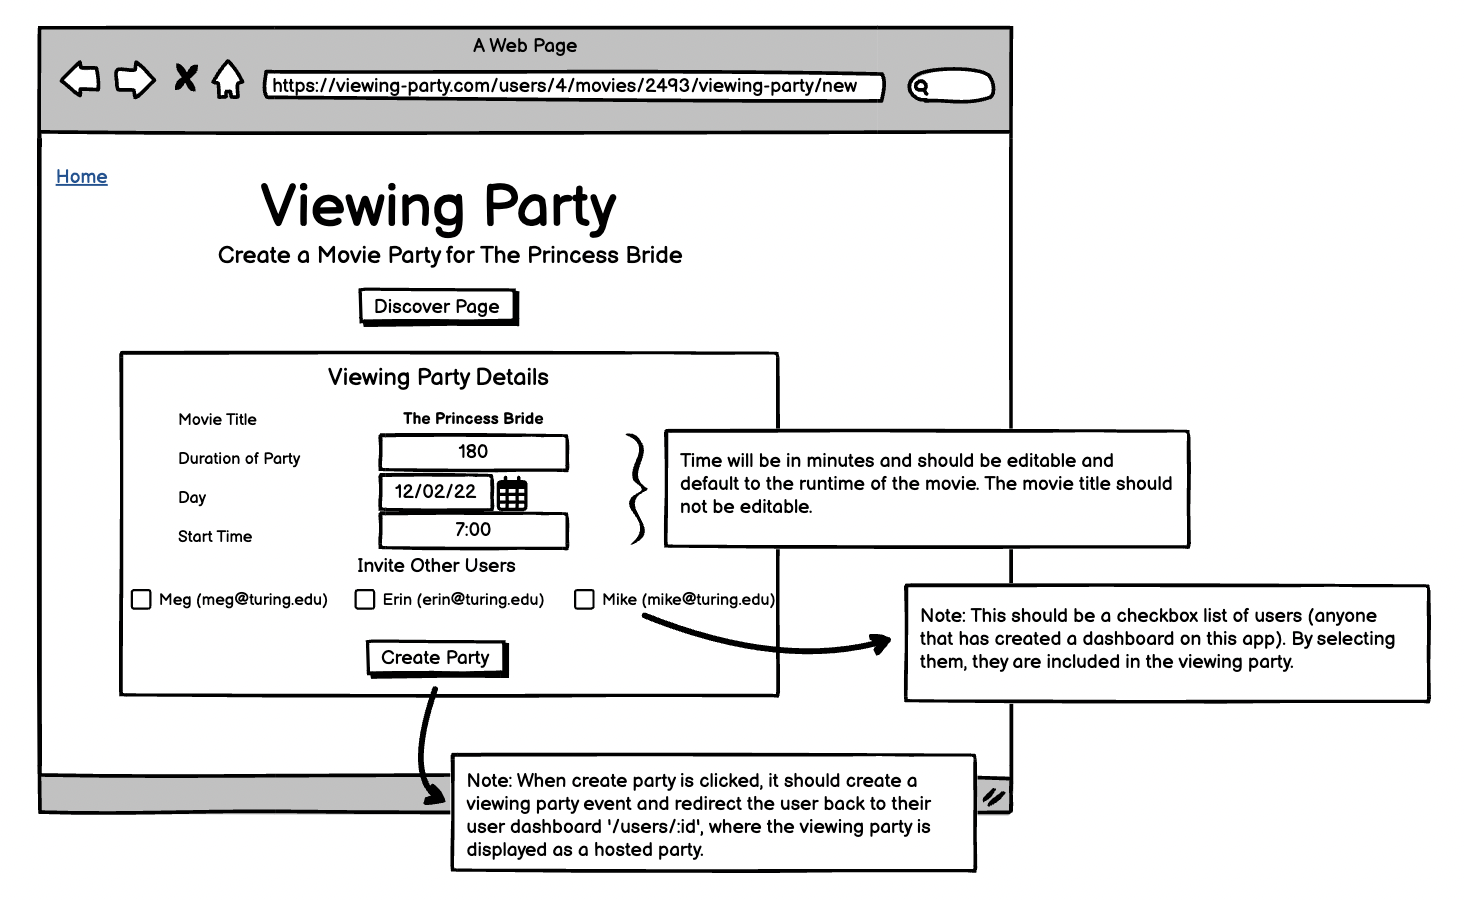 A Web Page
https://viewing-party.com/users/4/movies/2493/viewing-party/new
Home
Viewing Party
Create a Movie Party for The Princess Bride
Discover Page
Viewing Party Details
Movie Title
The Princess Bride
Duration of Party
180
Day
12/02/22
Start Time
7:00
Time will be in minutes and should be editable and
default to the runtime of the movie. The movie title should
not be editable.
Invite Other Users
Meg (meg@turing.edu)
Erin (erin@turing.edu)
Mike (mike@turing.edu)
Note: This should be a checkbox list of users (anyone
that has created a dashboard on this app). By selecting
them, they are included in the viewing party.
Create Party
Note: When create party is clicked, it should create a
viewing party event and redirect the user back to their
user dashboard '/users/:id', where the viewing party is
displayed as a hosted party.